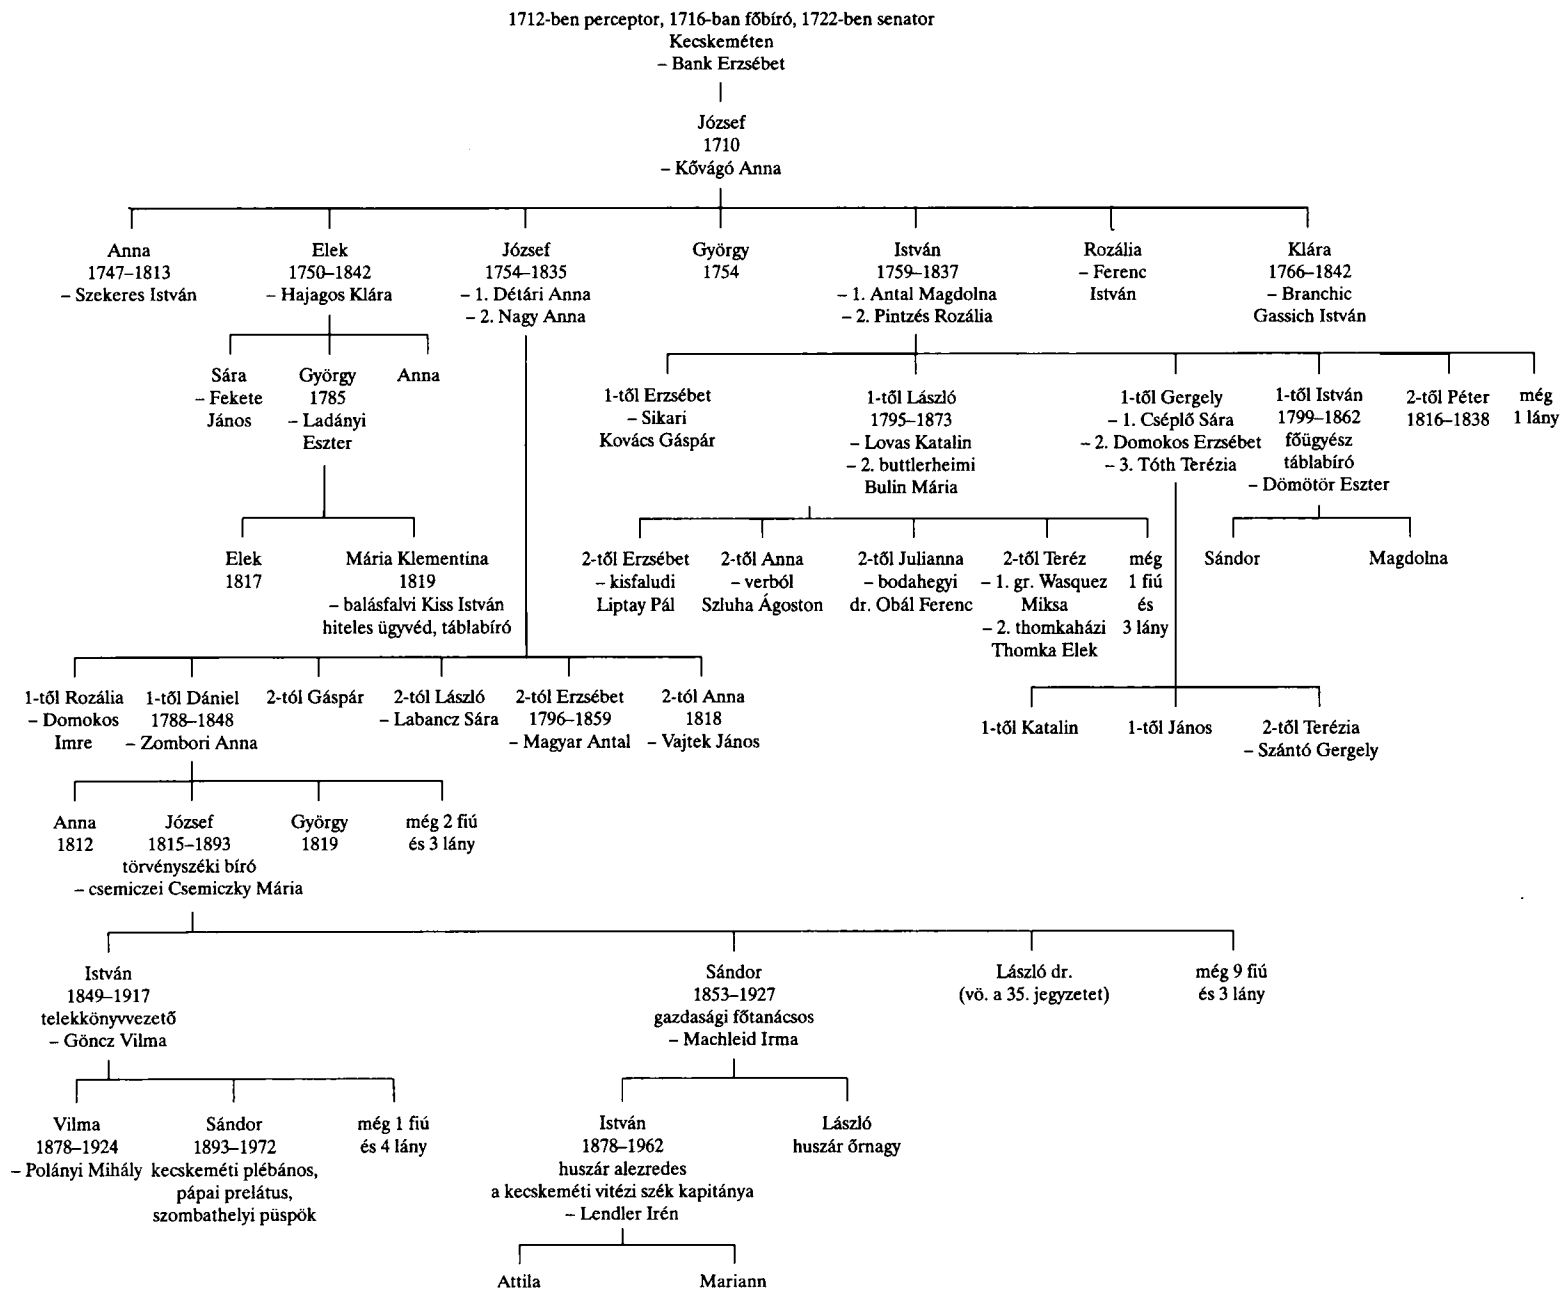 1712-ben perceptor, 1716-ban főbíró, 1722-ben senator
Kecskeméten
– Bank Erzsébet
József
1710
– Kővágó Anna
Anna
1747–1813
– Szekeres István
Elek
1750–1842
– Hajagos Klára
József
1754–1835
– 1. Détári Anna
– 2. Nagy Anna
György
1754
István
1759–1837
– 1. Antal Magdolna
– 2. Pintzés Rozália
Rozália
– Ferenc
István
Klára
1766–1842
– Branchic
Gassich István
Sára
– Fekete
János
György
1785
– Ladányi
Eszter
Anna
1-től Erzsébet
– Sikari
Kovács Gáspár
1-től László
1795–1873
– Lovas Katalin
– 2. buttlerheimi
Bulin Mária
1-től Gergely
– 1. Cséplő Sára
– 2. Domokos Erzsébet
– 3. Tóth Terézia
1-től István
1799–1862
főügyész
táblabíró
– Dömötör Eszter
2-től Péter
1816–1838
még
1 lány
Elek
1817
Mária Klementina
1819
– balásfalvi Kiss István
hiteles ügyvéd, táblabíró
2-től Erzsébet
– kisfaludi
Liptay Pál
2-től Anna
– verból
Szluha Ágoston
2-től Julianna
– bodahegyi
dr. Obál Ferenc
2-től Teréz
– 1. gr. Wasquez
Miksa
– 2. thomkaházi
Thomka Elek
még
1 fiú
és
3 lány
Sándor
Magdolna
1-től Rozália
– Domokos
Imre
1-től Dániel
1788–1848
– Zombori Anna
2-tól Gáspár
2-tól László
– Labancz Sára
2-tól Erzsébet
1796–1859
– Magyar Antal
2-tól Anna
1818
– Vajtek János
1-től Katalin
1-től János
2-től Terézia
– Szántó Gergely
Anna
1812
József
1815–1893
törvényszéki bíró
– csemiczei Csemiczky Mária
György
1819
még 2 fiú
és 3 lány
István
1849–1917
telekkönyvvezető
– Göncz Vilma
Sándor
1853–1927
gazdasági főtanácsos
– Machleid Irma
László dr.
(vö. a 35. jegyzetet)
még 9 fiú
és 3 lány
Vilma
1878–1924
– Polányi Mihály
Sándor
1893–1972
kecskeméti plébános,
pápai prelátus,
szombathelyi püspök
még 1 fiú
és 4 lány
István
1878–1962
huszár alezredes
a kecskeméti vitézi szék kapitánya
– Lendler Irén
László
huszár őrnagy
Attila
Mariann